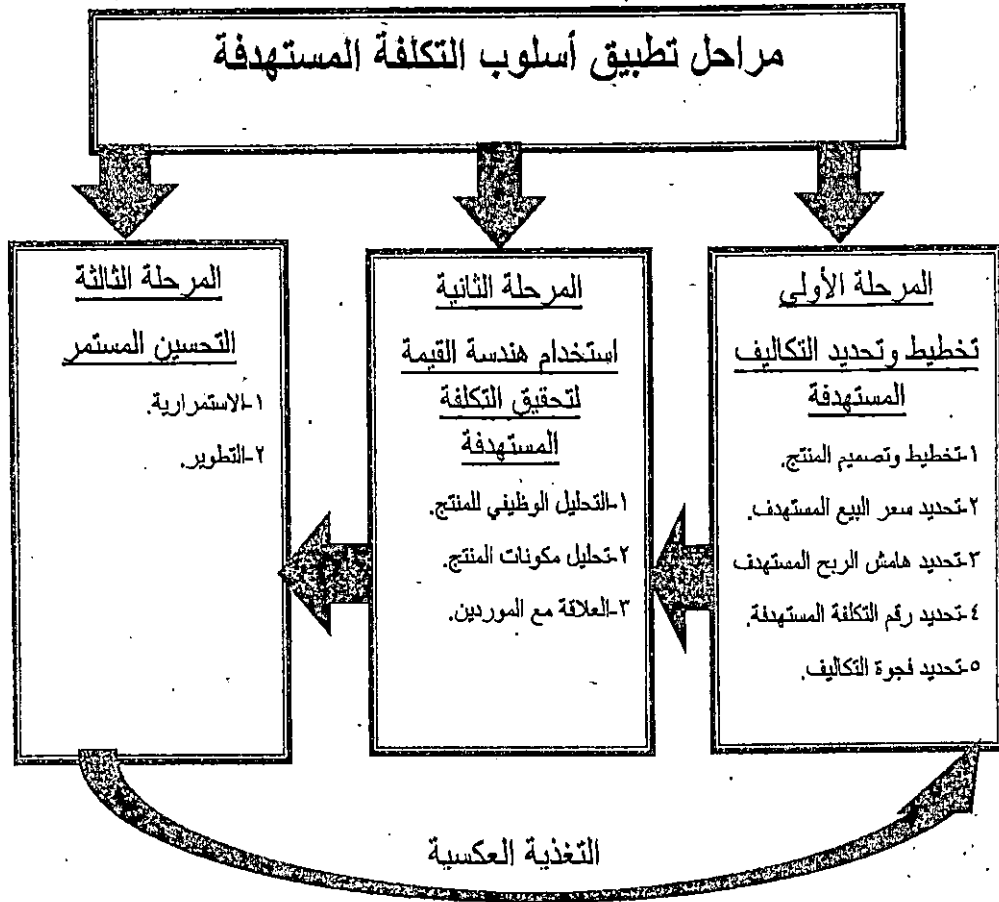 مراحل تطبيق أسلوب التكلفة المستهدفة
المرحلة الأولى
تخطيط وتحديد التكاليف
المستهدفة
١-تخطيط وتصميم المنتج.
٢-تحديد سعر البيع المستهدف.
٣-تحديد هامش الربح المستهدف
٤-تحديد رقم التكلفة المستهدفة.
٥-تحديد فجوة التكاليف.
المرحلة الثانية
استخدام هندسة القيمة
لتحقيق التكلفة
المستهدفة
١-التحليل الوظيفي للمنتج.
٢-تحليل مكونات المنتج.
٣-العلاقة مع الموردين.
المرحلة الثالثة
التحسين المستمر
١-الاستمرارية.
٢-التطوير.
التغذية العكسية